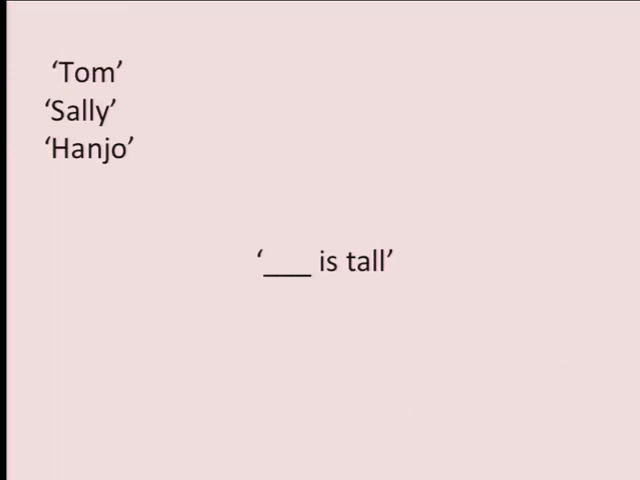 ‘Tom’
‘Sally’
‘Hanjo’
‘___ is tall’